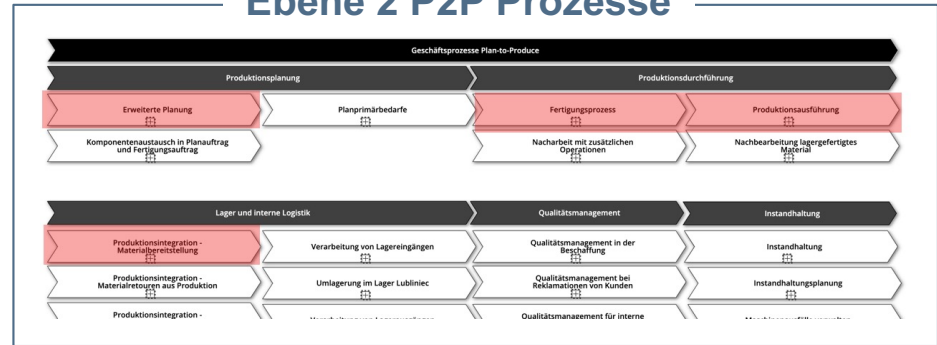 Ebene 2 P2P Prozesse
Geschäftsprozesse Plan-to-Produce
Produktionsplanung
Produktionsdurchführung
Erweiterte Planung
Planprimärbedarfe
Fertigungsprozess
Produktionsausführung
Komponentenaustausch in Planauftrag
und Fertigungsauftrag
Nacharbeit mit zusätzlichen
Operationen
Nachbearbeitung lagergefertigtes
Material
Lager und interne Logistik
Qualitätsmanagement
Instandhaltung
Produktionsintegration -
Materialbereitstellung
Verarbeitung von Lagereingängen
Qualitätsmanagement in der
Beschaffung
Instandhaltung
Produktionsintegration -
Materialretouren aus Produktion
Umlagerung im Lager Lubliniec
Qualitätsmanagement bei
Reklamationen von Kunden
Instandhaltungsplanung
Produktionsintegration -
Qualitätsmanagement für interne